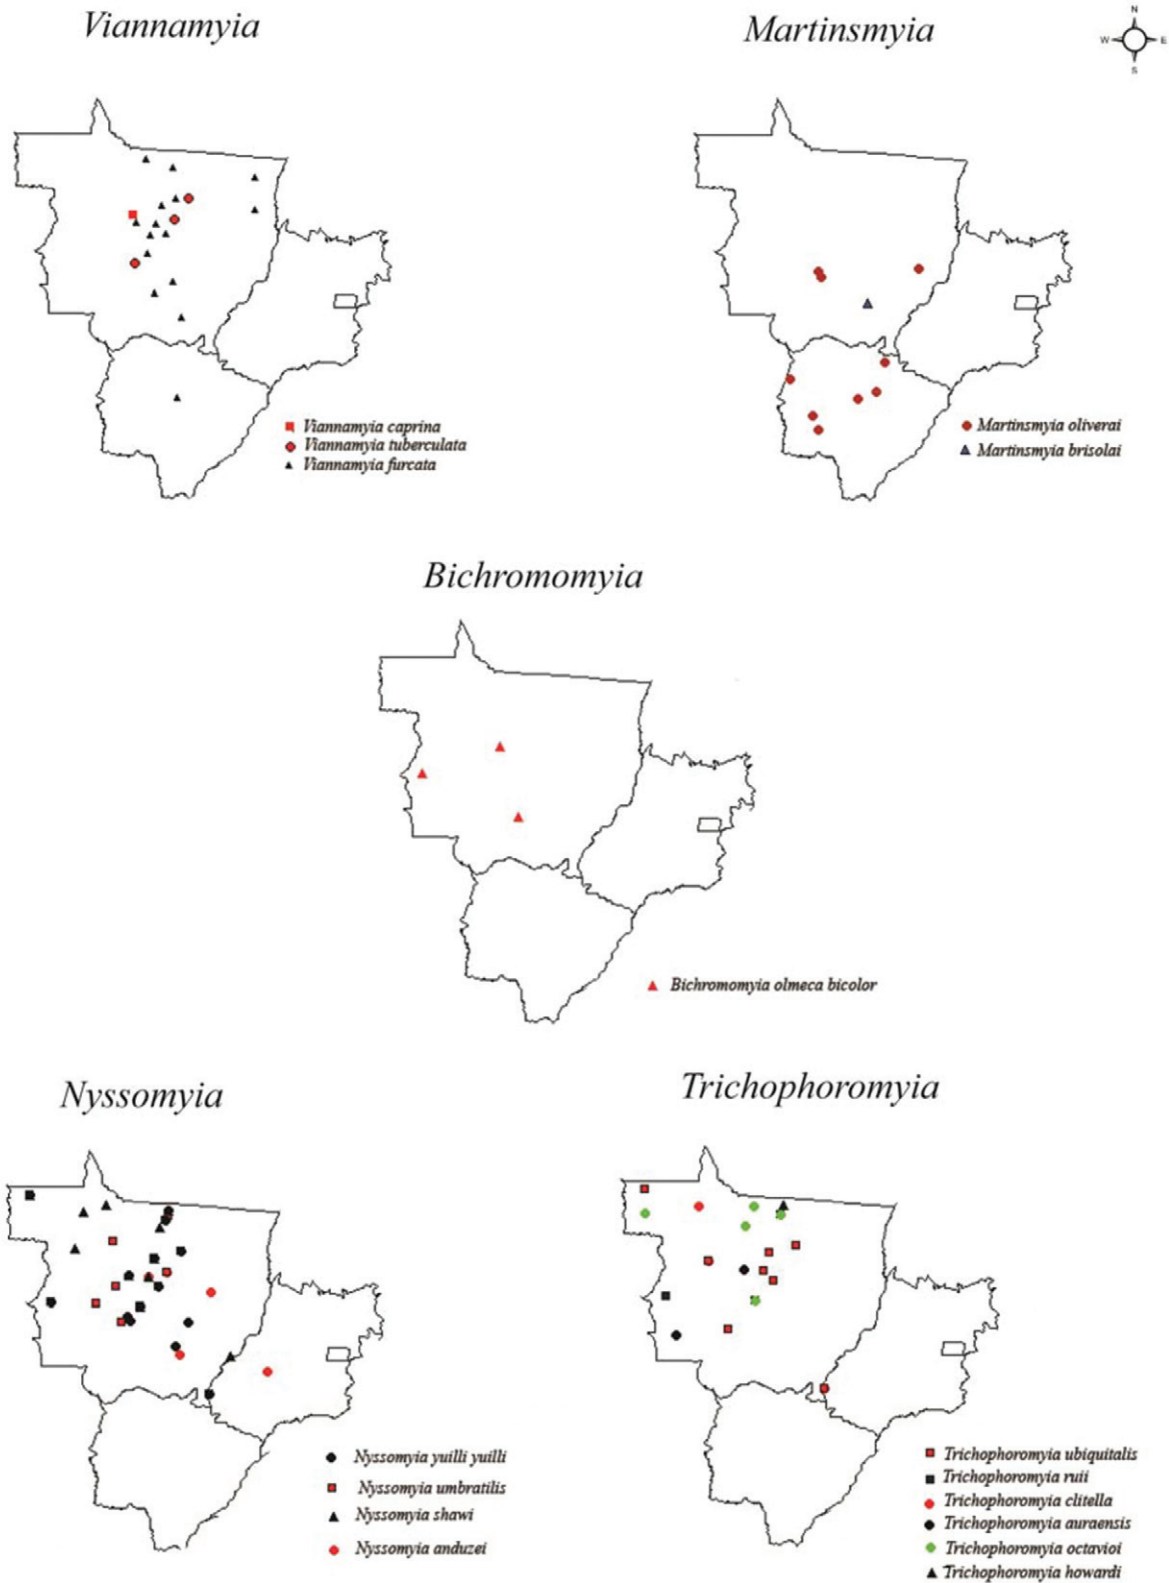 Viannamyia
Martinsmyia
N
W E
S
Viannamyia caprina
Viannamyia tuberculata
Viannamyia furcata
Martinsmyia oliverai
Martinsmyia brisolai
Bichromomyia
Bichromomyia olmeca bicolor
Nyssomyia
Trichophoromyia
Nyssomyia yuilli yuilli
Nyssomyia umbratilis
Nyssomyia shawi
Nyssomyia anduzei
Trichophoromyia ubiquitalis
Trichophoromyia ruii
Trichophoromyia clitella
Trichophoromyia auraensis
Trichophoromyia octavioi
Trichophoromyia howardi